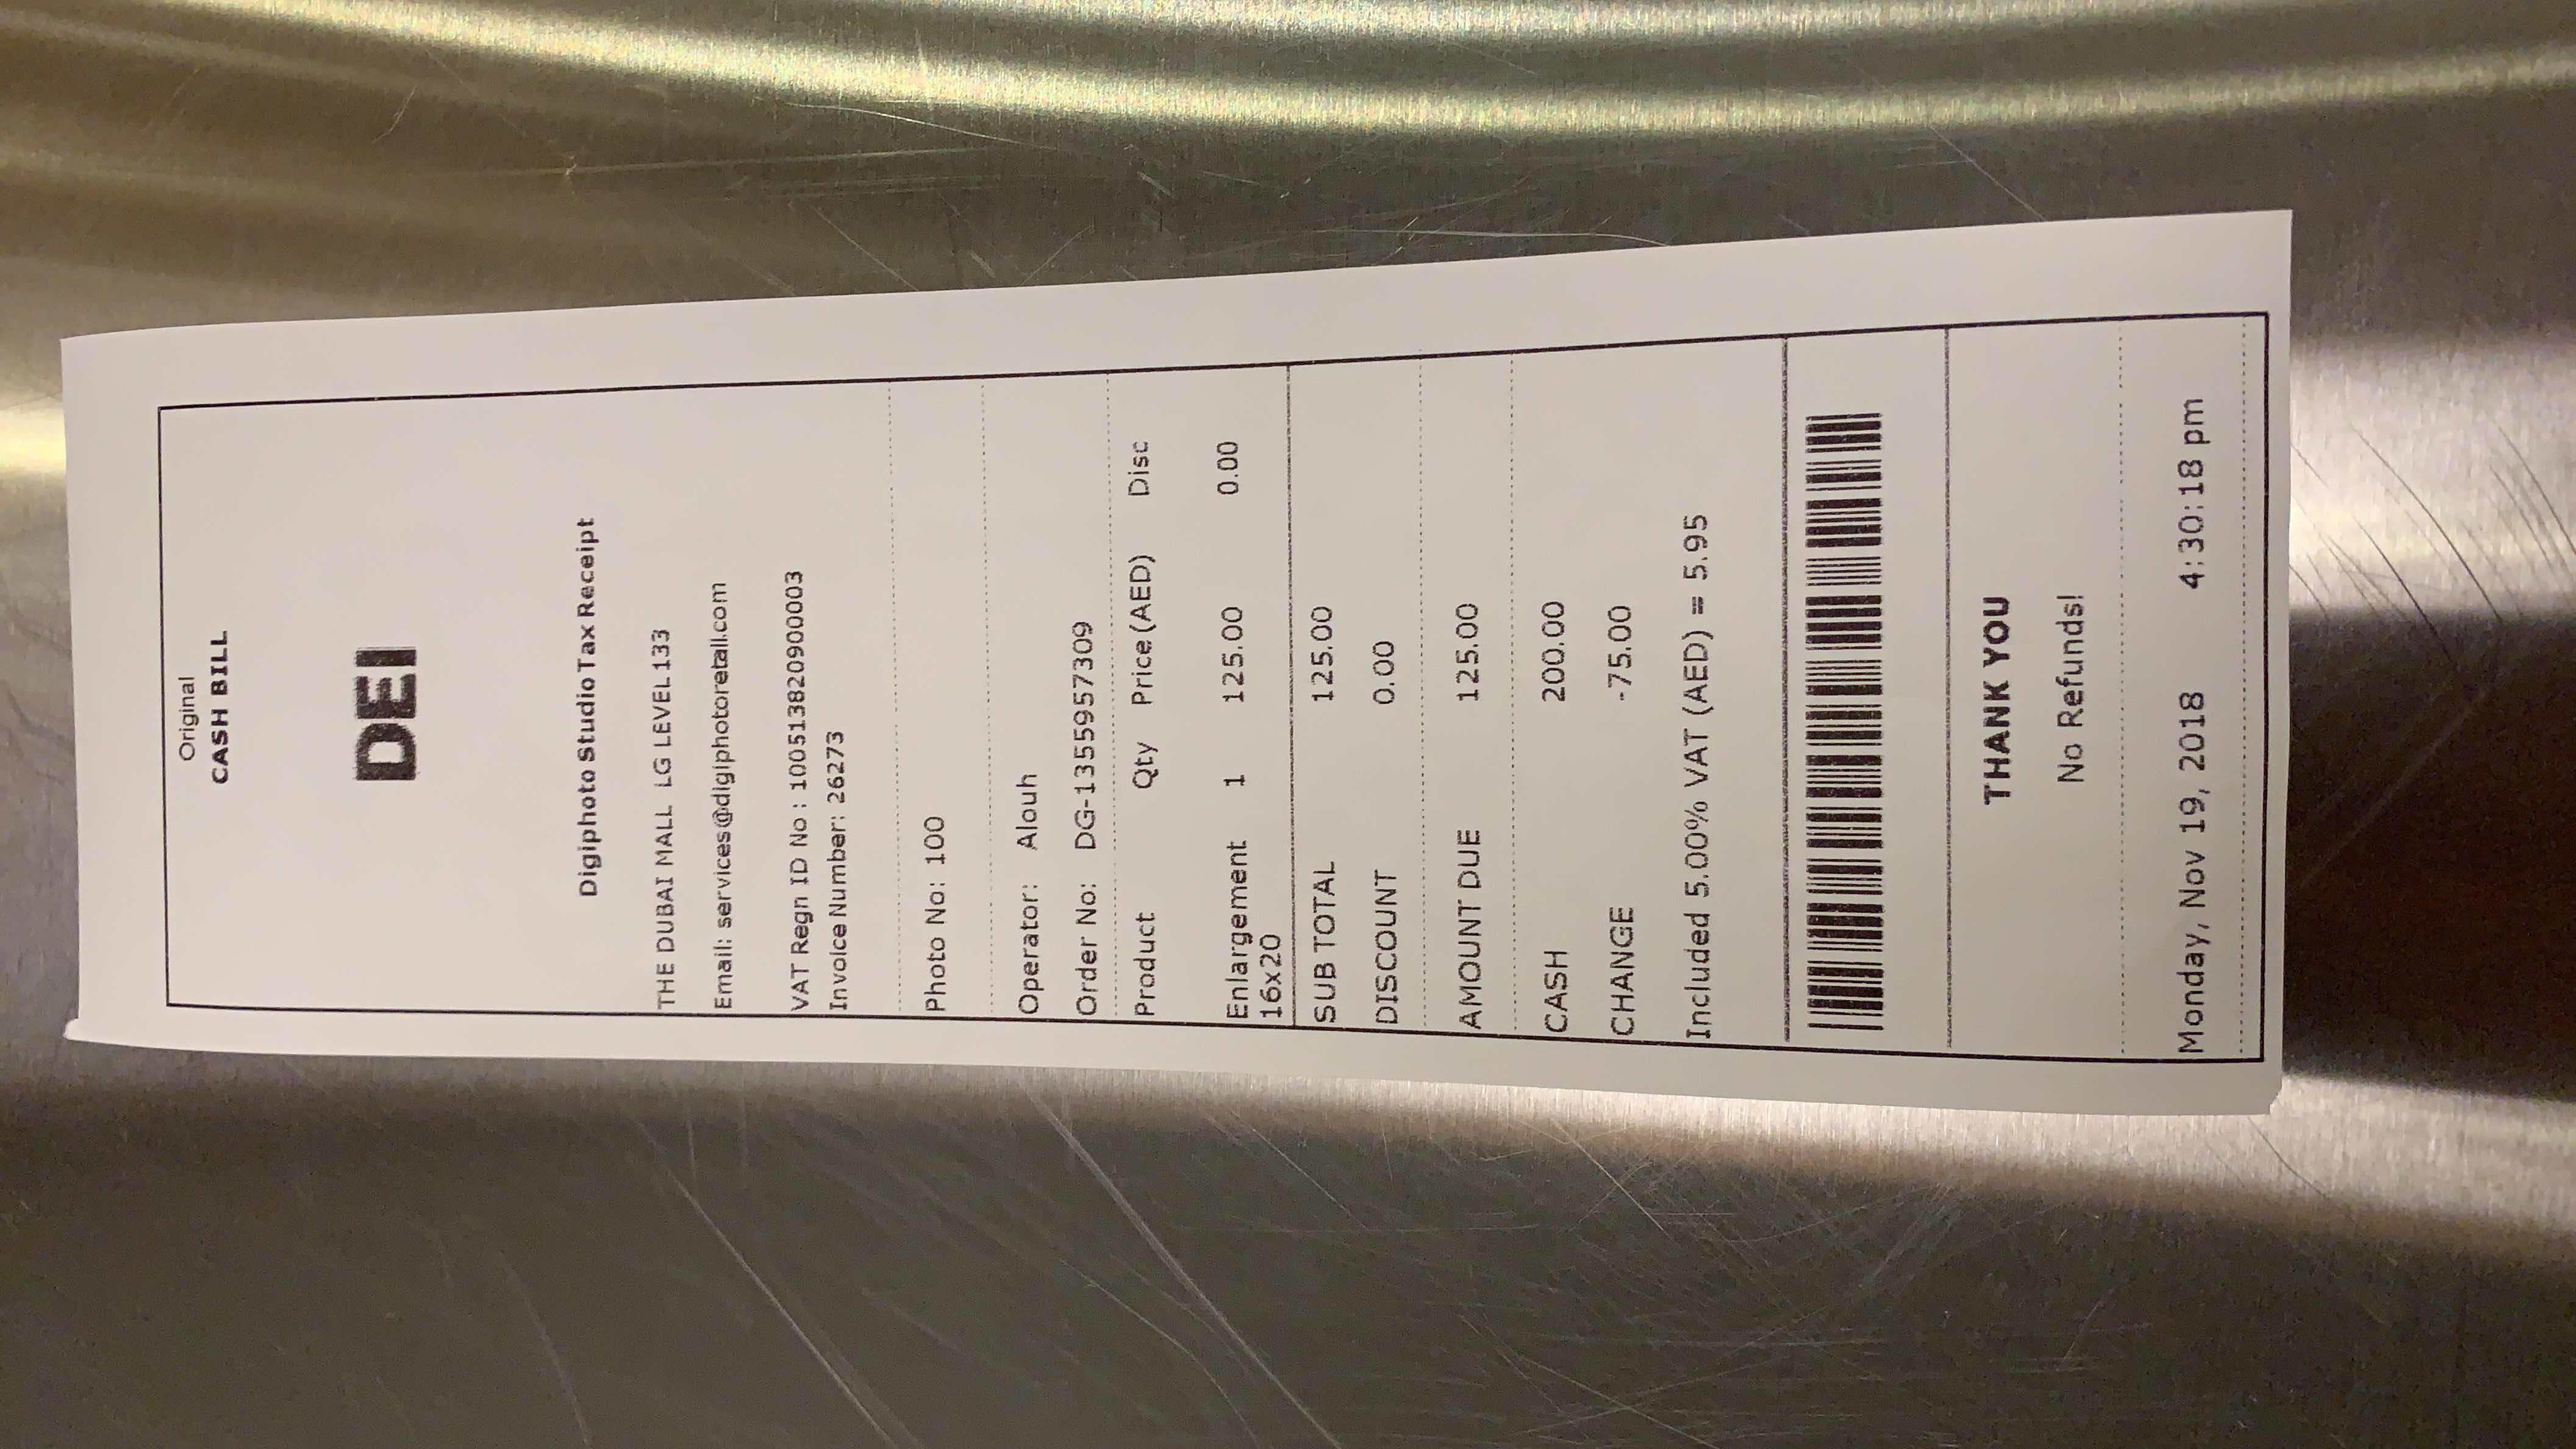 Original
CASH BILL
DEI
Digiphoto Studio Tax Receipt
THE DUBAI MALL LG LEVEL 133
Email: services@digiphotoretail.com
VAT Regn ID No : 100513820900003
Invoice Number: 26273
Photo No: 100
Operator: Alouh
Order No: DG-1355957309
Product Qty Price (AED) Disc
Enlargement 1 125.00 0.00
16x20
SUB TOTAL 125.00
DISCOUNT 0.00
AMOUNT DUE 125.00
CASH 200.00
CHANGE -75.00
Included 5.00% VAT (AED) = 5.95
THANK YOU
No Refunds!
Monday, Nov 19, 2018 4:30:18 pm